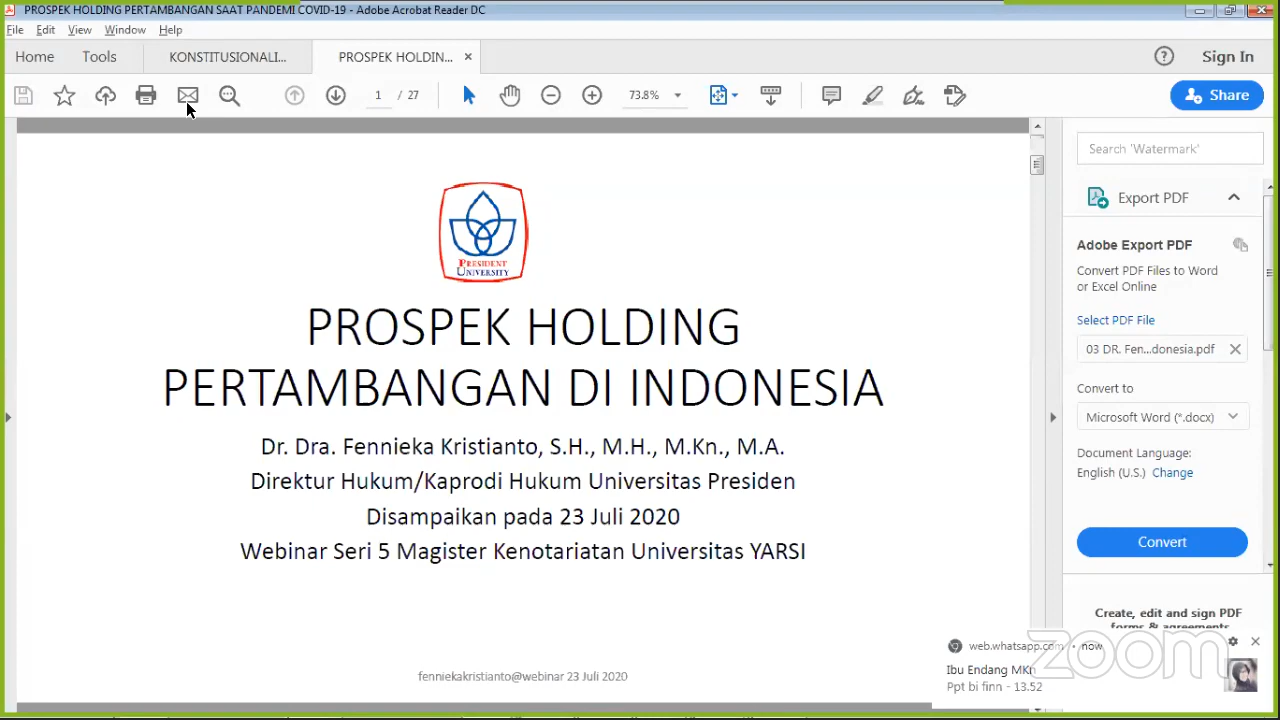 PROSPEK HOLDING PERTAMBANGAN SAAT PANDEMI COVID-19 - Adobe Acrobat Reader DC
File Edit View Window Help
Home Tools KONSTITUSIONALI... PROSPEK HOLDIN... ×
Sign In
1 / 27
73.8%
Share
Search 'Watermark'
PRESIDENT
UNIVERSITY
PROSPEK HOLDING
PERTAMBANGAN DI INDONESIA
Dr. Dra. Fennieka Kristianto, S.H., M.H., M.Kn., M.A.
Direktur Hukum/Kaprodi Hukum Universitas Presiden
Disampaikan pada 23 Juli 2020
Webinar Seri 5 Magister Kenotariatan Universitas YARSI
fenniekakristianto@webinar 23 Juli 2020
Export PDF
Adobe Export PDF
Convert PDF Files to Word
or Excel Online
Select PDF File
03 DR. Fen...donesia.pdf
Convert to
Microsoft Word (*.docx)
Document Language:
English (U.S.) Change
Convert
Create, edit and sign PDF
forms & agreements
web.whatsapp.com • now
Ibu Endang MKn
Ppt bi finn - 13.52
zoom